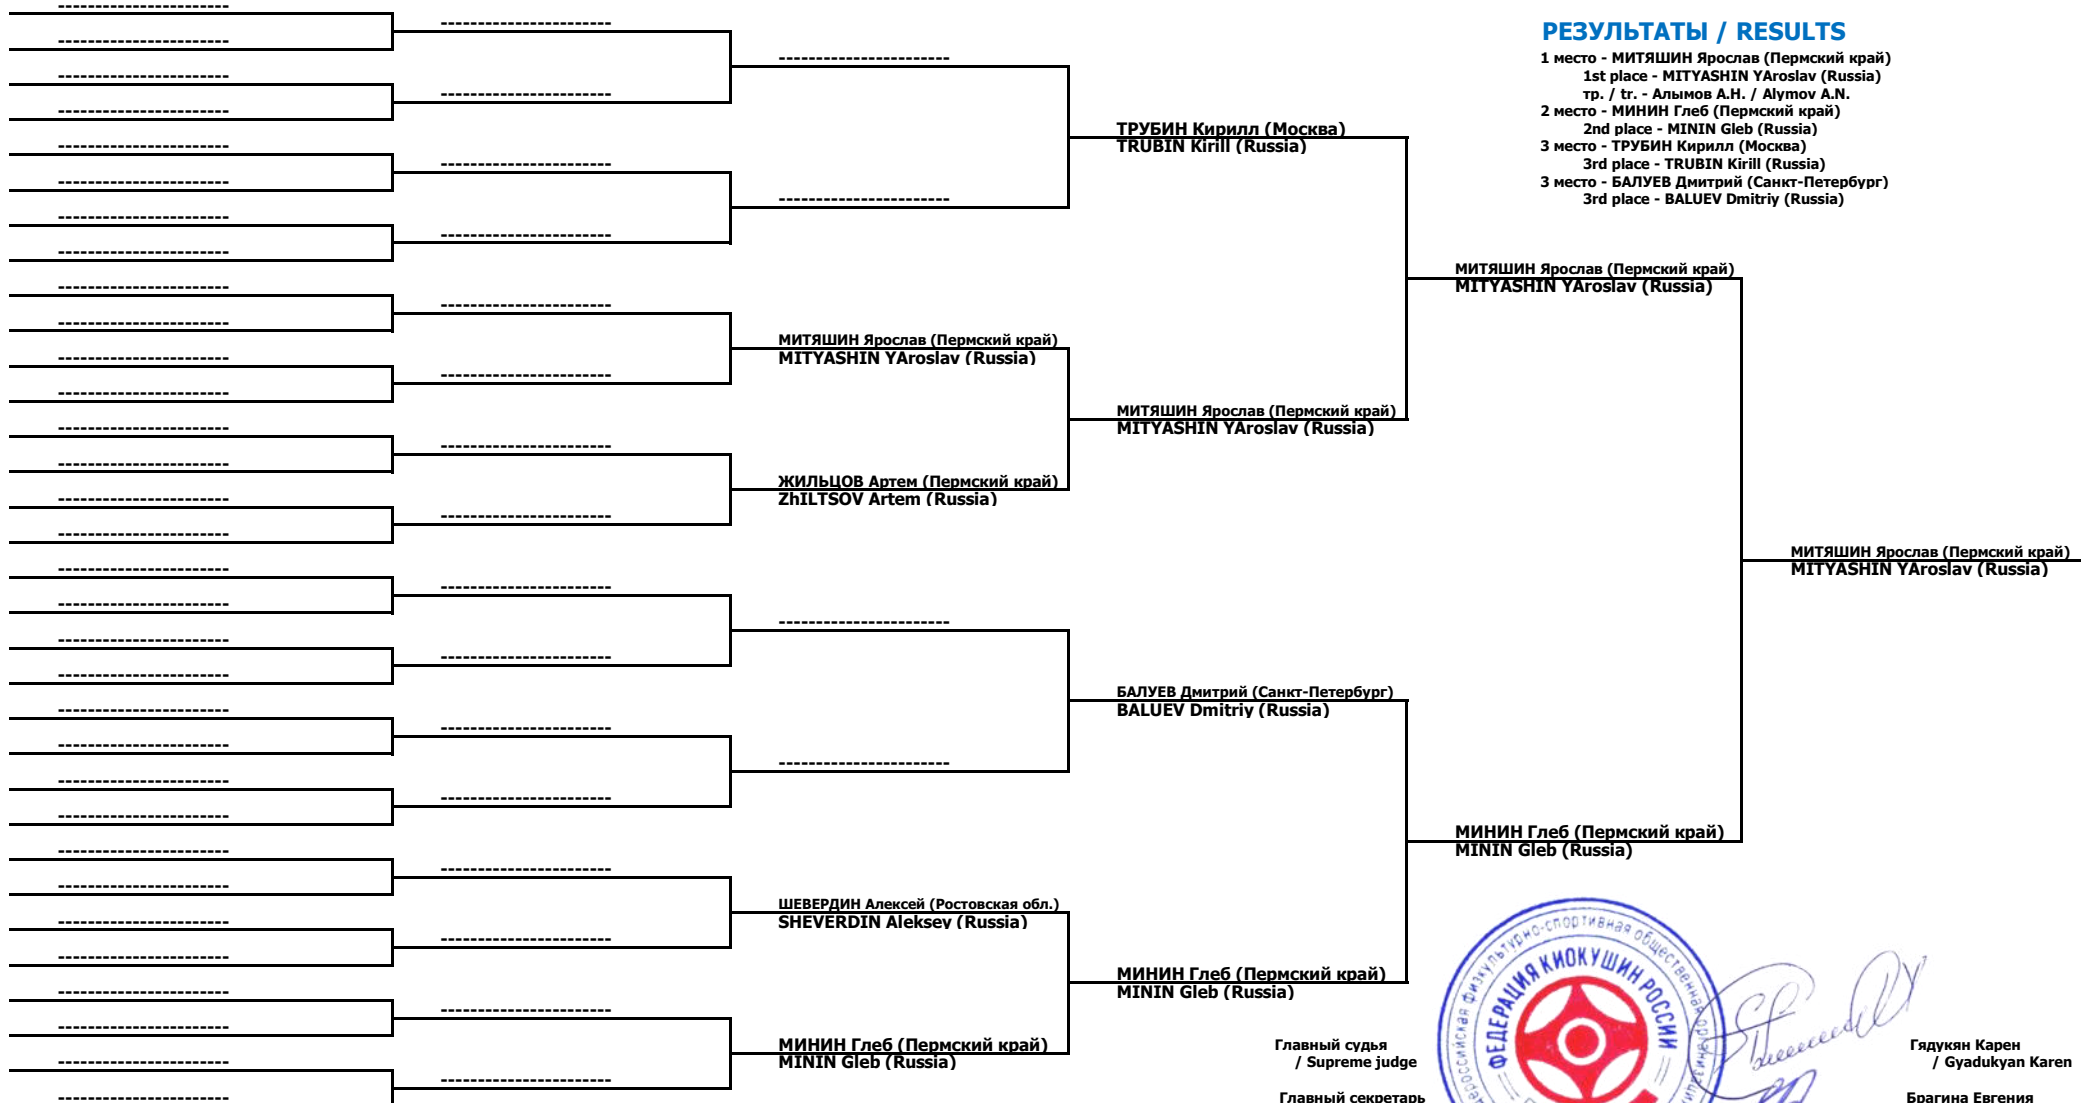 РЕЗУЛЬТАТЫ / RESULTS
1 место - МИТЯШИН Ярослав (Пермский край)
1st place - MITYASHIN YAroslav (Russia)
тр. / tr. - Алымов А.Н. / Alymov A.N.
2 место - МИНИН Глеб (Пермский край)
2nd place - MININ Gleb (Russia)
3 место - ТРУБИН Кирилл (Москва)
3rd place - TRUBIN Kirill (Russia)
3 место - БАЛУЕВ Дмитрий (Санкт-Петербург)
3rd place - BALUEV Dmitriy (Russia)
МИТЯШИН Ярослав (Пермский край)
MITYASHIN YAroslav (Russia)
ЖИЛЬЦОВ Артем (Пермский край)
ZhILTSOV Artem (Russia)
ШЕВЕРДИН Алексей (Ростовская обл.)
SHEVERDIN Aleksey (Russia)
МИНИН Глеб (Пермский край)
MININ Gleb (Russia)
ТРУБИН Кирилл (Москва)
TRUBIN Kirill (Russia)
МИТЯШИН Ярослав (Пермский край)
MITYASHIN YAroslav (Russia)
БАЛУЕВ Дмитрий (Санкт-Петербург)
BALUEV Dmitriy (Russia)
МИНИН Глеб (Пермский край)
MININ Gleb (Russia)
МИТЯШИН Ярослав (Пермский край)
MITYASHIN YAroslav (Russia)
МИНИН Глеб (Пермский край)
MININ Gleb (Russia)
МИТЯШИН Ярослав (Пермский край)
MITYASHIN YAroslav (Russia)
Главный судья
/ Supreme judge
Гядукян Карен
/ Gyadukyan Karen
Главный секретарь
Брагина Евгения
физкультурно-спортивная общественная
ФЕДЕРАЦИЯ КИОКУШИН РОССИИ